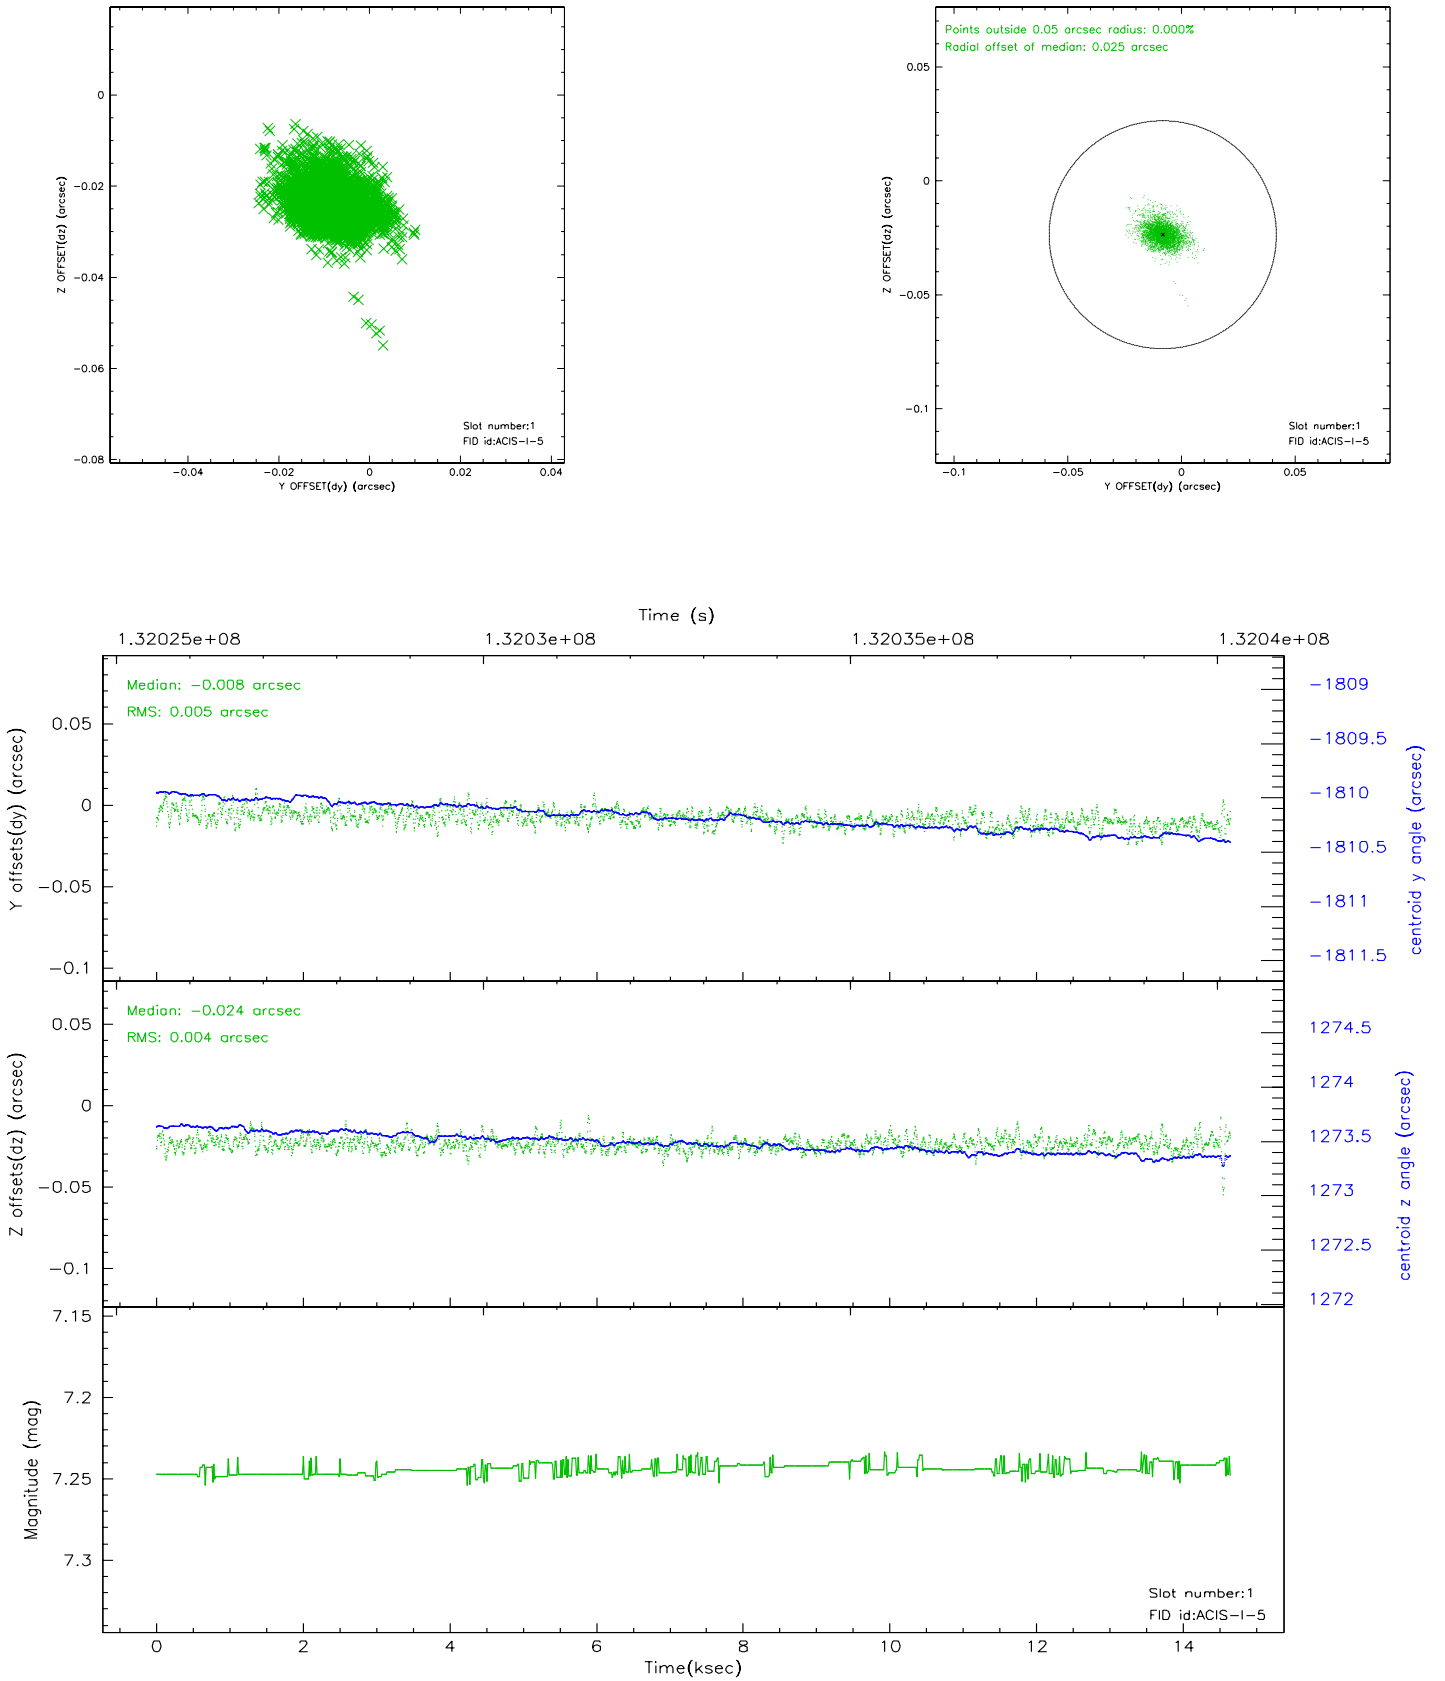 0
-0.02
-0.04
-0.06
-0.08
Z OFFSET(dz) (arcsec)
Slot number:1
FID id:ACIS-I-5
-0.04 -0.02 0 0.02 0.04
Y OFFSET(dy) (arcsec)
Points outside 0.05 arcsec radius: 0.000%
Radial offset of median: 0.025 arcsec
0.05
0
-0.05
-0.1
Z OFFSET(dz) (arcsec)
Slot number:1
FID id:ACIS-I-5
-0.1 -0.05 0 0.05
Y OFFSET(dy) (arcsec)
Time (s)
1.32025e+08 1.3203e+08 1.32035e+08 1.3204e+08
Median: -0.008 arcsec
RMS: 0.005 arcsec
0.05
0
-0.05
-0.1
Y offsets(dy) (arcsec)
-1809
-1809.5
-1810
-1810.5
-1811
-1811.5
centroid y angle (arcsec)
Median: -0.024 arcsec
RMS: 0.004 arcsec
0.05
0
-0.05
-0.1
Z offsets(dz) (arcsec)
1274.5
1274
1273.5
1273
1272.5
1272
centroid z angle (arcsec)
7.15
7.2
7.25
7.3
Magnitude (mag)
Slot number:1
FID id:ACIS-I-5
0 2 4 6 8 10 12 14
Time(ksec)